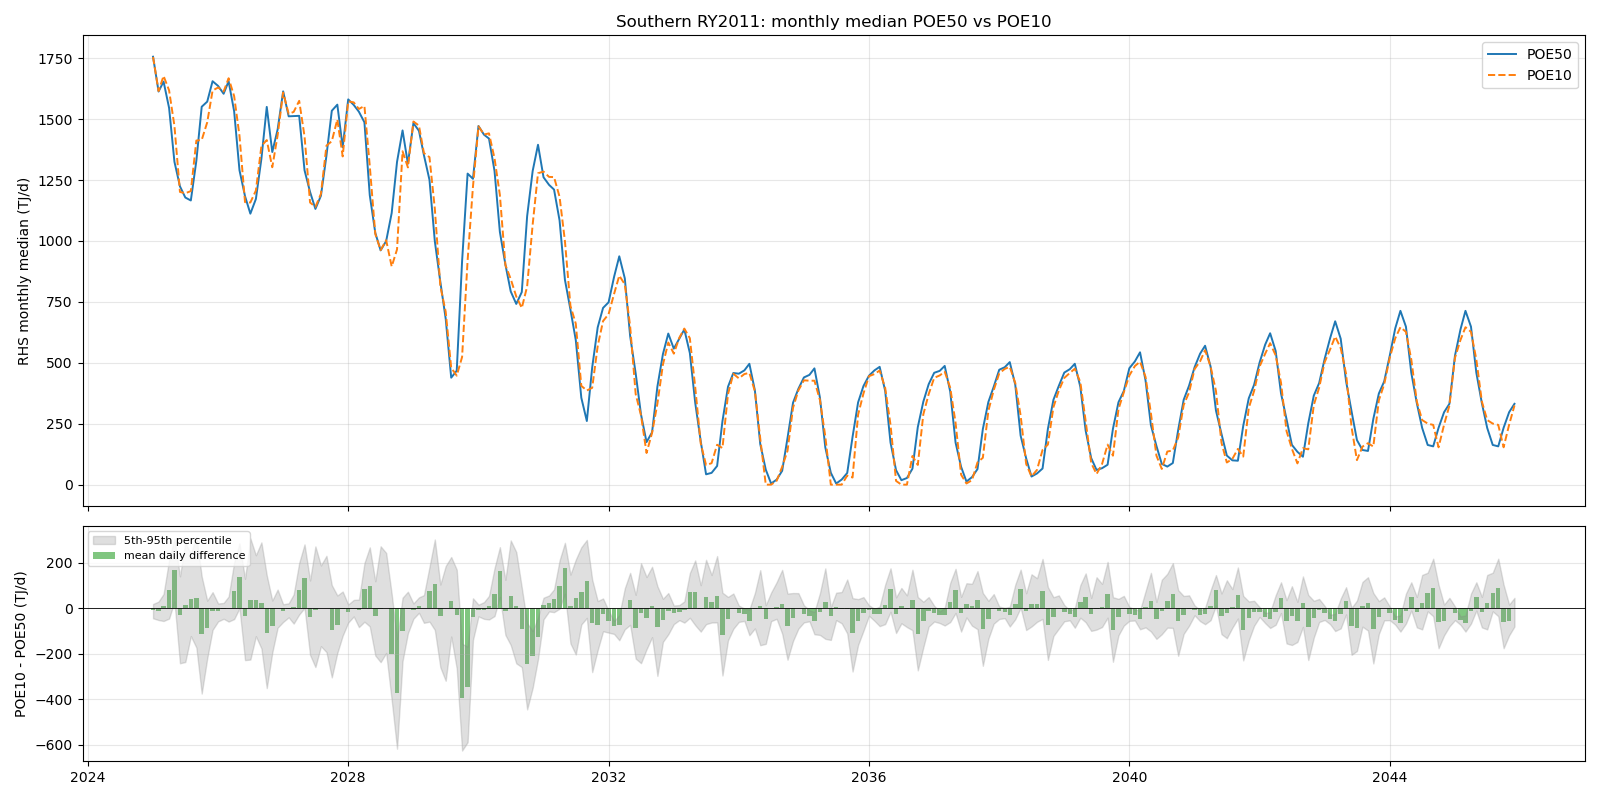 Southern RY2011: monthly median POE50 vs POE10
RHS monthly median (TJ/d)
1750
1500
1250
1000
750
500
250
0
POE50
POE10
POE10 - POE50 (TJ/d)
200
0
−200
−400
−600
5th-95th percentile
mean daily difference
2024
2028
2032
2036
2040
2044